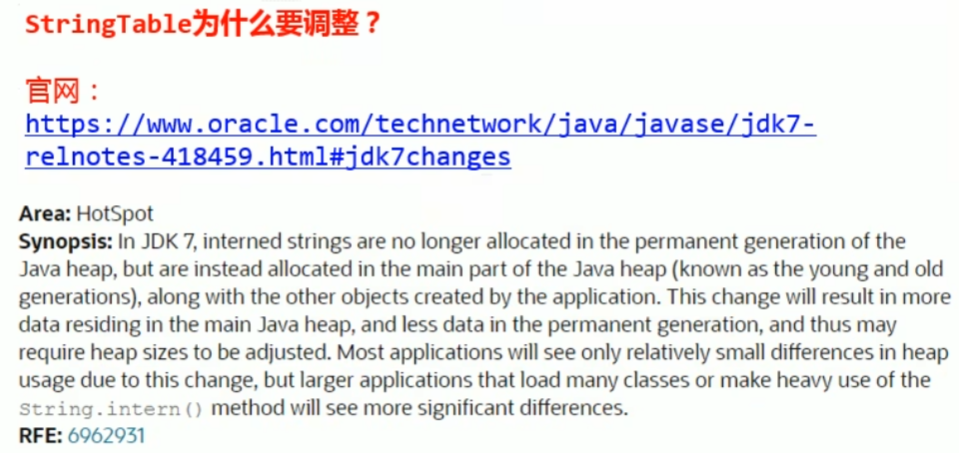 StringTable为什么要调整？
官网：
https://www.oracle.com/technetwork/java/javase/jdk7-
relnotes-418459.html#jdk7changes
Area: HotSpot
Synopsis: In JDK 7, interned strings are no longer allocated in the permanent generation of the
Java heap, but are instead allocated in the main part of the Java heap (known as the young and old
generations), along with the other objects created by the application. This change will result in more
data residing in the main Java heap, and less data in the permanent generation, and thus may
require heap sizes to be adjusted. Most applications will see only relatively small differences in heap
usage due to this change, but larger applications that load many classes or make heavy use of the
String.intern() method will see more significant differences.
RFE: 6962931